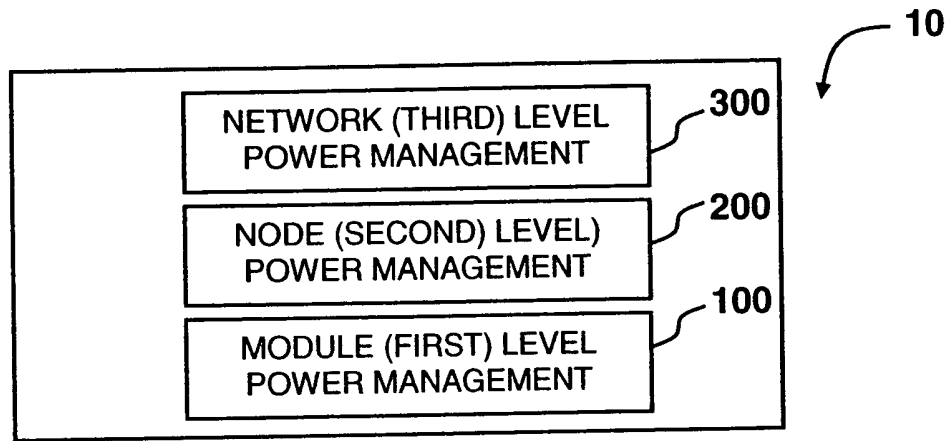 10
NETWORK (THIRD) LEVEL
POWER MANAGEMENT
300
NODE (SECOND) LEVEL)
POWER MANAGEMENT
200
MODULE (FIRST) LEVEL
POWER MANAGEMENT
100